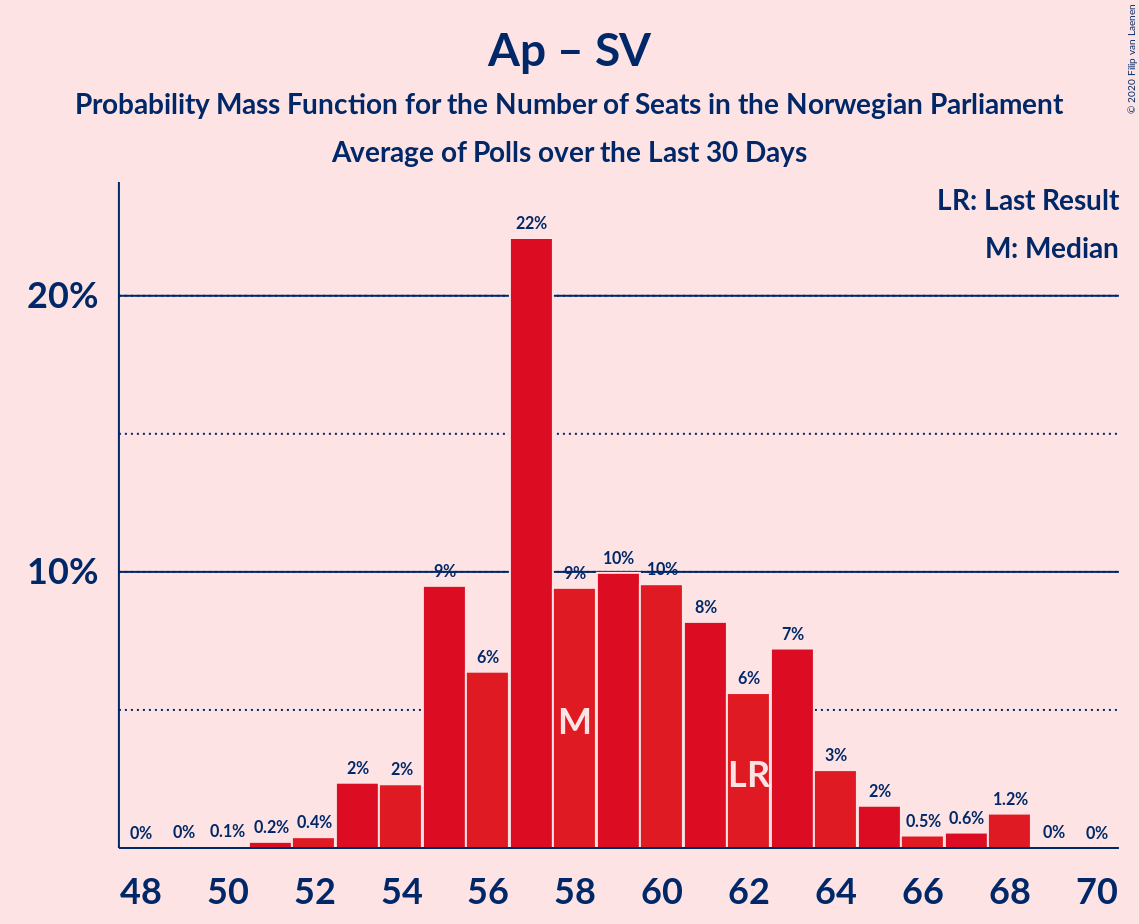 Ap – SV
Probability Mass Function for the Number of Seats in the Norwegian Parliament
Average of Polls over the Last 30 Days
© 2020 Filip van Laenen
LR: Last Result
M: Median
20%
10%
0% 0% 0.1% 0.2% 0.4% 2% 2% 9% 6% 22% 9% 10% 10% 8% 6% 7% 3% 2% 0.5% 0.6% 1.2% 0% 0%
M
LR
48 50 52 54 56 58 60 62 64 66 68 70